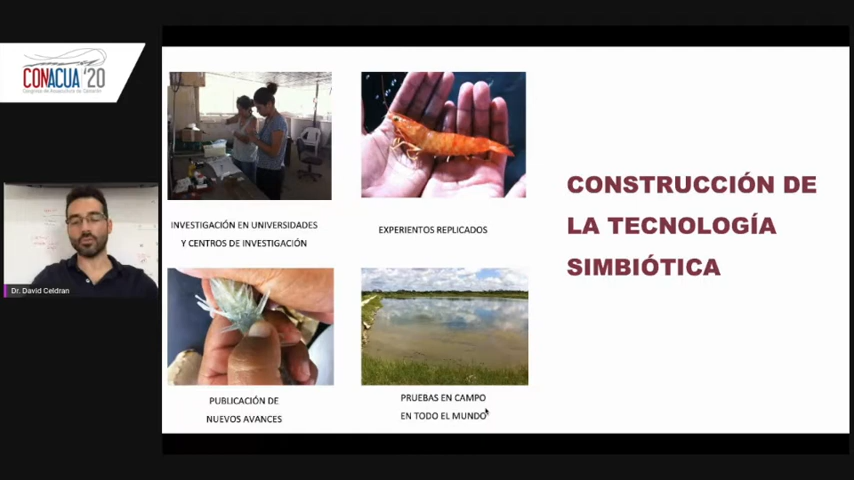 CONACUA '20
INVESTIGACIÓN EN UNIVERSIDADES
Y CENTROS DE INVESTIGACIÓN
EXPERIENTOS REPLICADOS
CONSTRUCCIÓN DE
LA TECNOLOGÍA
SIMBIÓTICA
Dr. David Celdran
PUBLICACIÓN DE
NUEVOS AVANCES
PRUEBAS EN CAMPO
EN TODO EL MUNDO